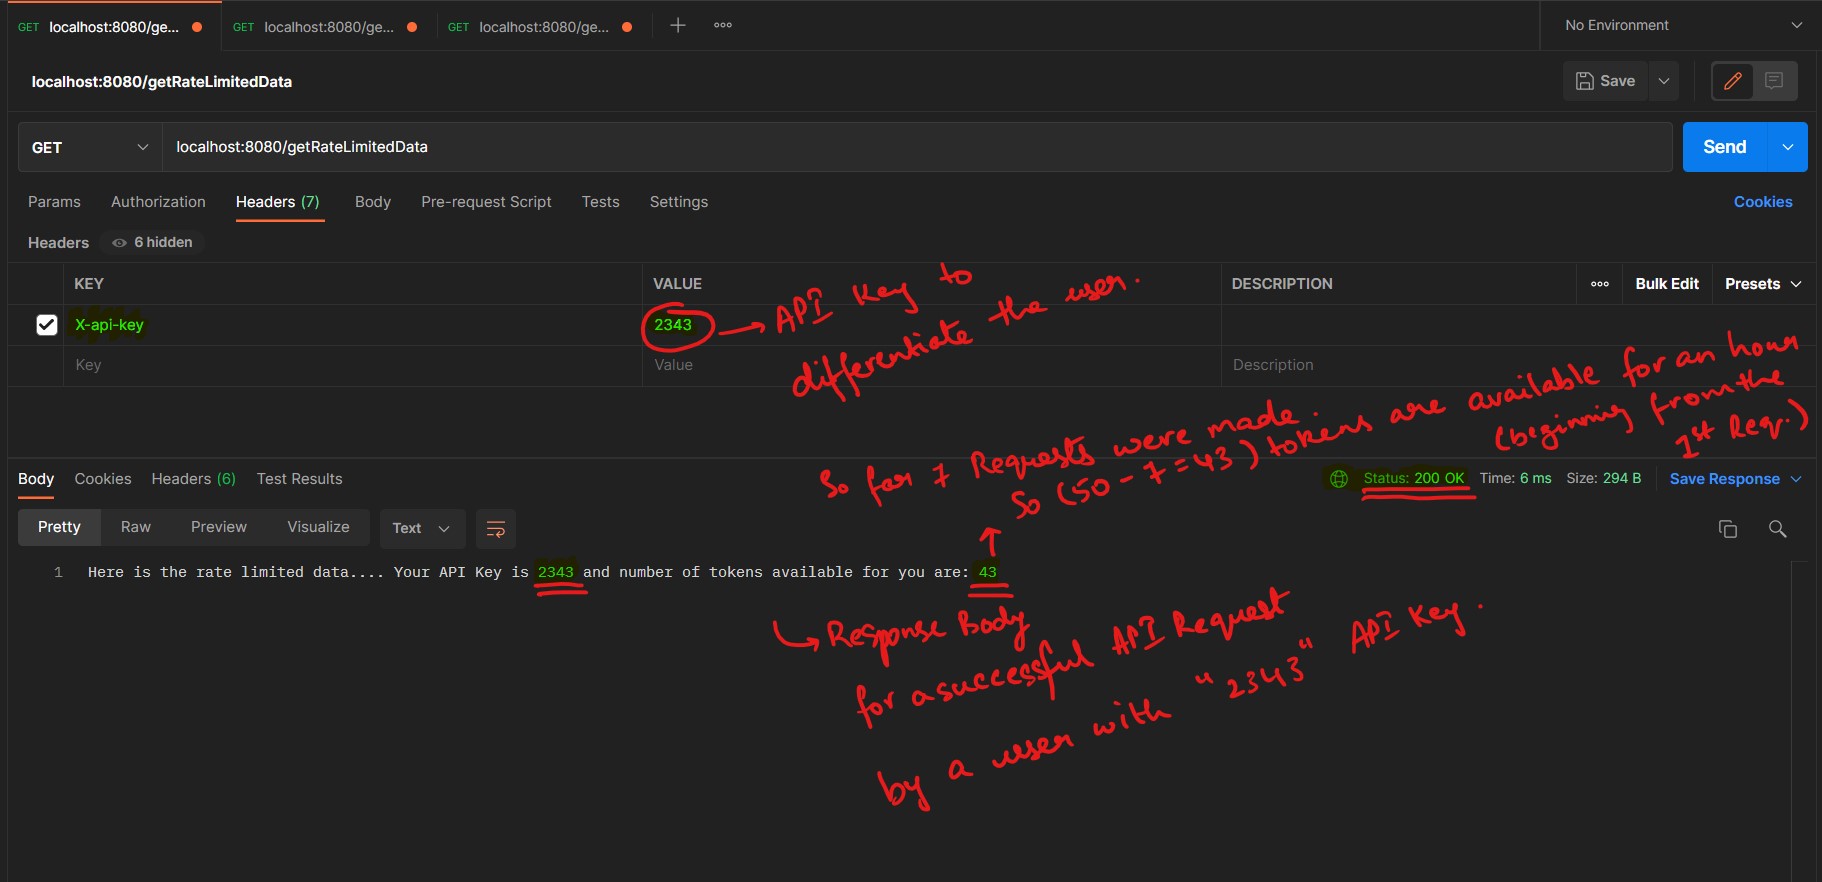 GET localhost:8080/ge... GET localhost:8080/ge... GET localhost:8080/ge... + ooo No Environment
localhost:8080/getRateLimitedData Save
GET localhost:8080/getRateLimitedData Send
Params Authorization Headers (7) Body Pre-request Script Tests Settings Cookies
Headers 6 hidden
KEY VALUE DESCRIPTION ooo Bulk Edit Presets
X-api-key 2343
Key Value Description
API Key to
differentiate the user.
So far 7 Requests were made.
So (50 - 7 = 43) tokens are available for an hour
(beginning from the
1st Req.)
Body Cookies Headers (6) Test Results Status: 200 OK Time: 6 ms Size: 294 B Save Response
Pretty Raw Preview Visualize Text
1 Here is the rate limited data.... Your API Key is 2343 and number of tokens available for you are: 43
Response Body
for a successful API Request
by a user with "2343" API Key.